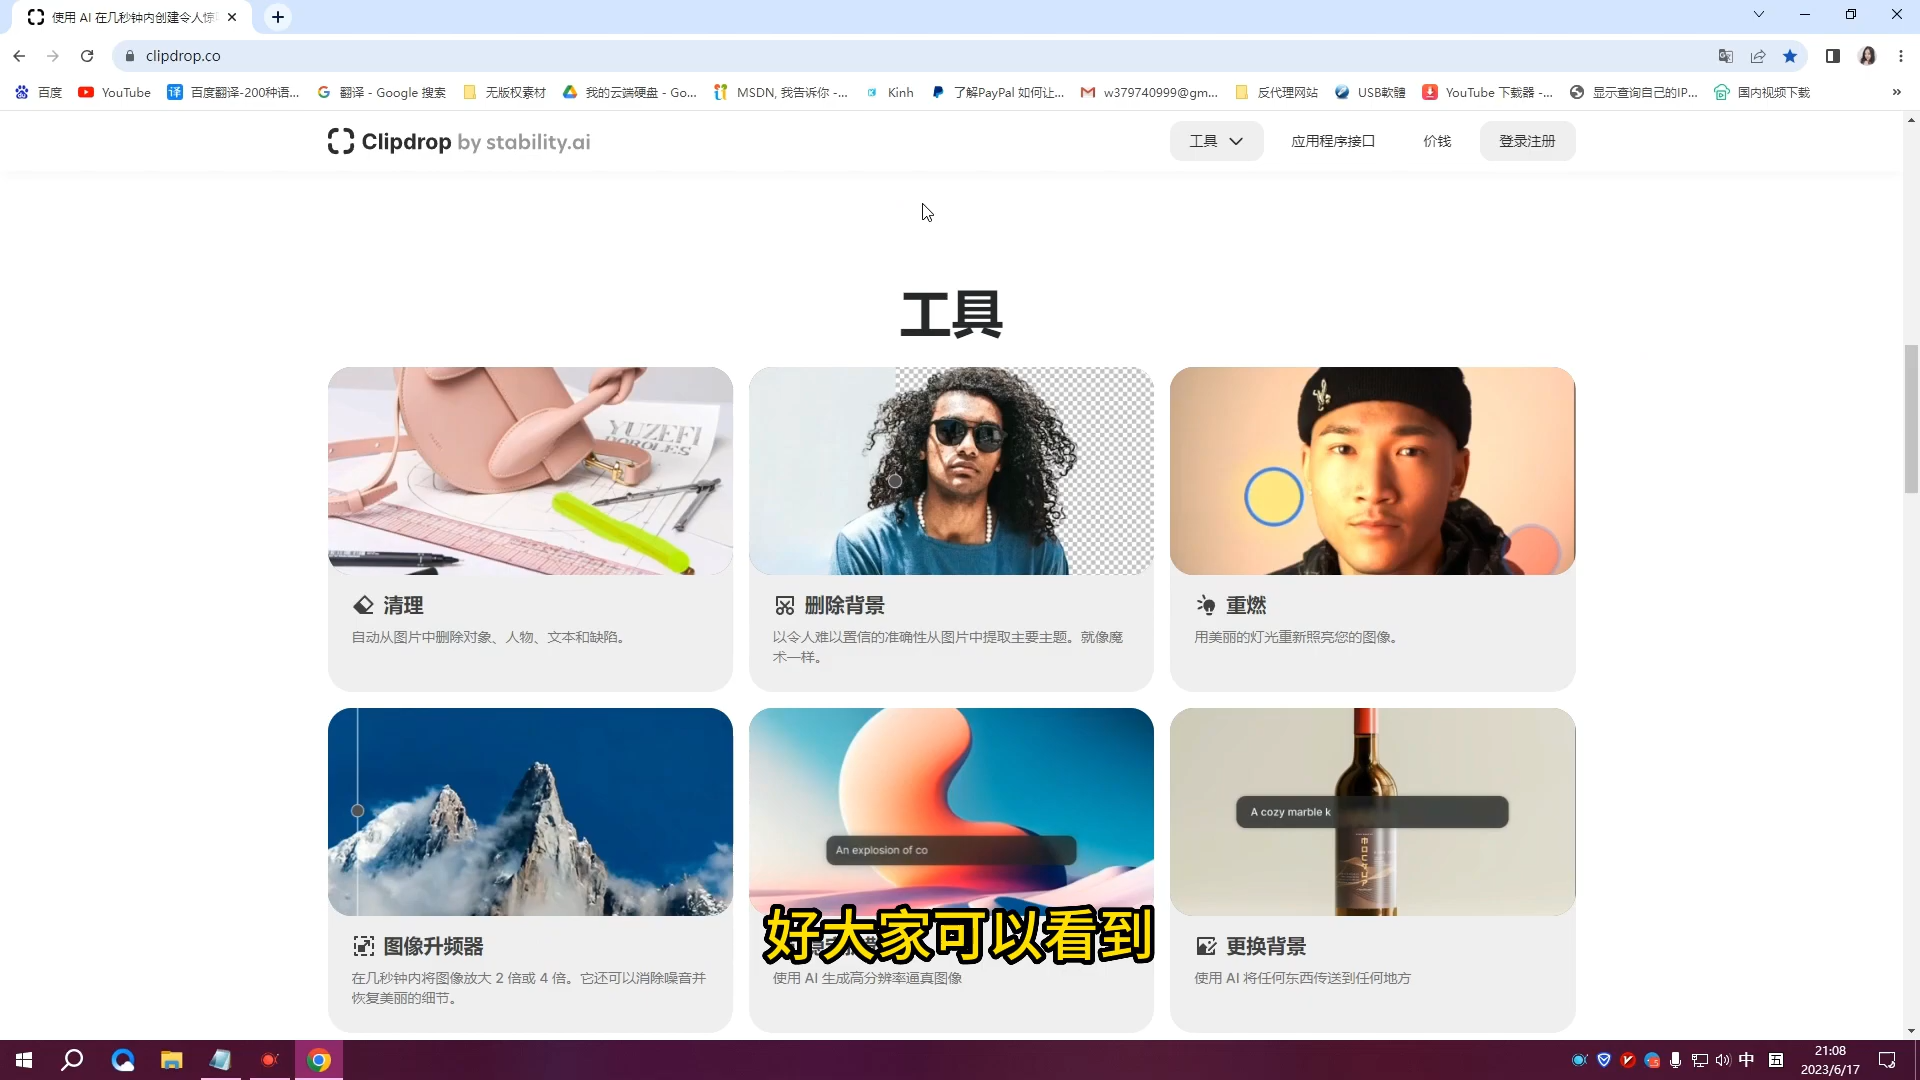 使用 AI 在几秒钟内创建令人惊
clipdrop.co
百度
YouTube
译
百度翻译-200种语...
翻译 - Google 搜索
无版权素材
我的云端硬盘 - Go...
MSDN, 我告诉你 -...
Kinh
了解PayPal 如何让...
w379740999@gm...
反代理网站
USB軟體
YouTube 下载器 -...
显示查询自己的IP...
国内视频下载
»
Clipdrop by stability.ai
工具
应用程序接口
价钱
登录注册
工具
YUZEFI
清理
自动从图片中删除对象、人物、文本和缺陷。
删除背景
以令人难以置信的准确性从图片中提取主要主题。就像魔
术一样。
重燃
用美丽的灯光重新照亮您的图像。
An explosion of co
A cozy marble k
MOCKUP
图像升频器
在几秒钟内将图像放大 2 倍或 4 倍。它还可以消除噪音并
恢复美丽的细节。
好大家可以看到
使用 AI 生成高分辨率逼真图像
更换背景
使用 AI 将任何东西传送到任何地方
中
21:08
2023/6/17